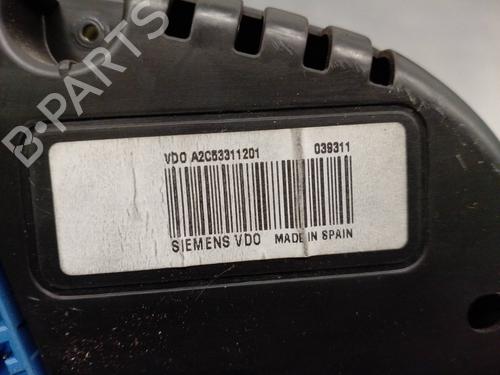 B-PARTS
VDO A2C53311201 039311
SIEMENS VDO MADE IN SPAIN